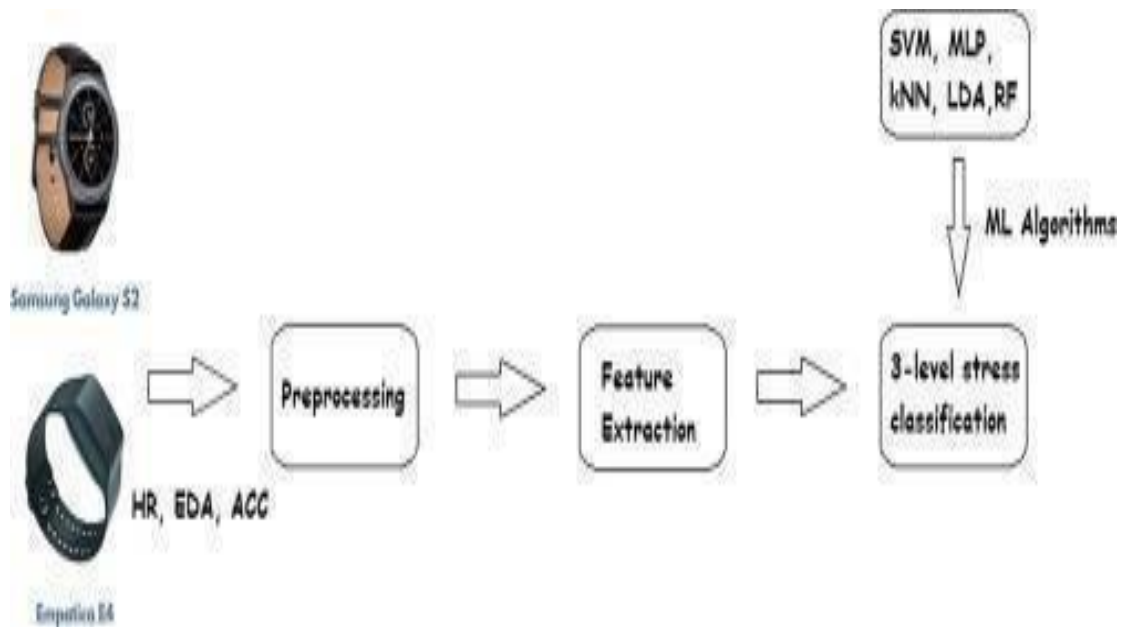 SVM, MLP,
kNN, LDA,RF
ML Algorithms
Samsung Galaxy S2
Preprocessing
Feature
Extraction
3-level stress
classification
HR, EDA, ACC
Empatica E4